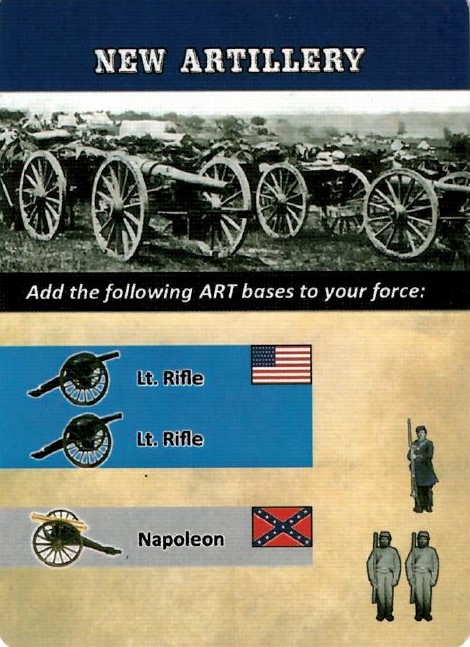 NEW ARTILLERY
Add the following ART bases to your force:
Lt. Rifle
Lt. Rifle
Napoleon